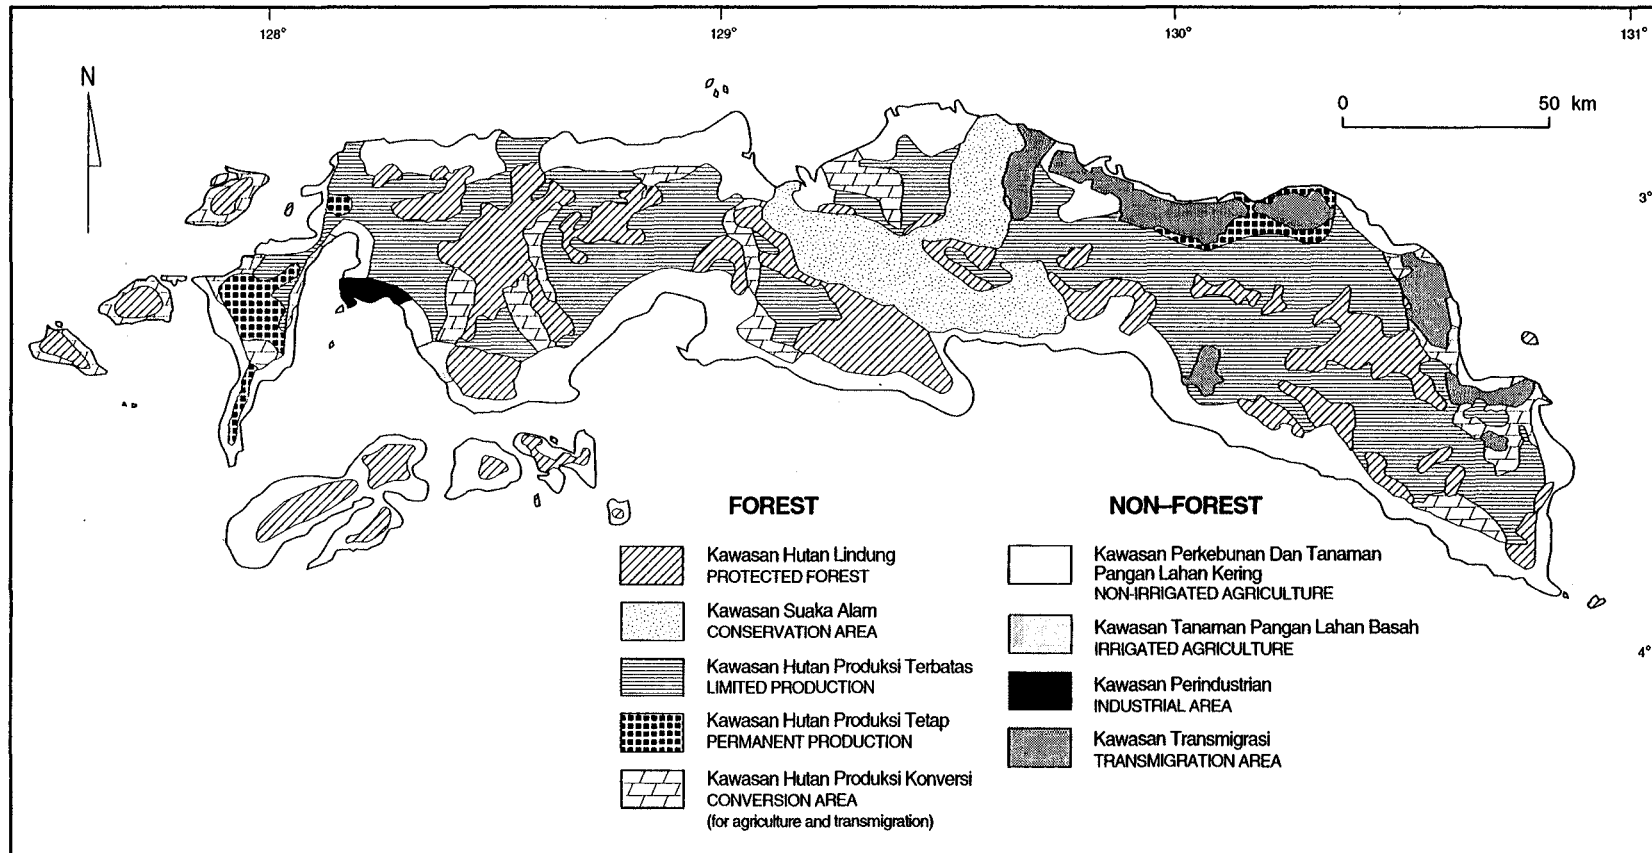 128°
129°
130°
131°
N
0 50 km
3°
4°
FOREST
Kawasan Hutan Lindung
PROTECTED FOREST
Kawasan Suaka Alam
CONSERVATION AREA
Kawasan Hutan Produksi Terbatas
LIMITED PRODUCTION
Kawasan Hutan Produksi Tetap
PERMANENT PRODUCTION
Kawasan Hutan Produksi Konversi
CONVERSION AREA
(for agriculture and transmigration)
NON–FOREST
Kawasan Perkebunan Dan Tanaman
Pangan Lahan Kering
NON-IRRIGATED AGRICULTURE
Kawasan Tanaman Pangan Lahan Basah
IRRIGATED AGRICULTURE
Kawasan Perindustrian
INDUSTRIAL AREA
Kawasan Transmigrasi
TRANSMIGRATION AREA